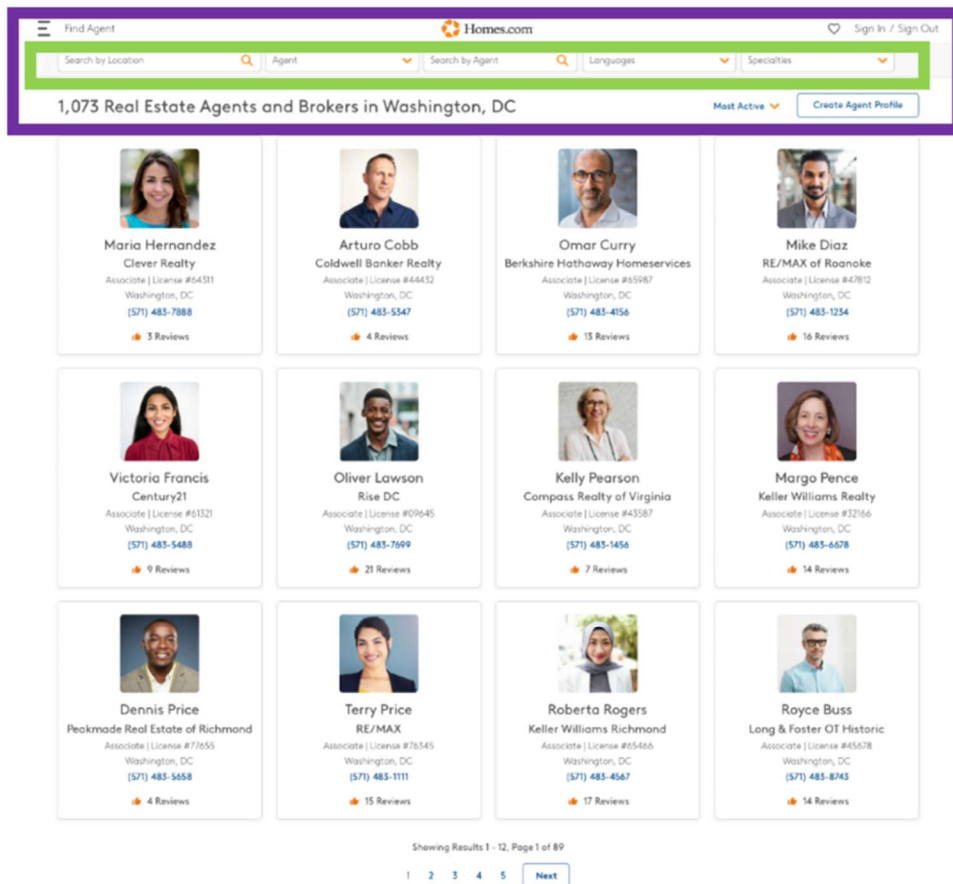 Find Agent Homes.com Sign In / Sign Out
Search by Location Agent Search by Agent Languages Specialties
1,073 Real Estate Agents and Brokers in Washington, DC Most Active Create Agent Profile
Maria Hernandez
Clever Realty
Associate | License #64311
Washington, DC
(571) 483-7888
3 Reviews
Arturo Cobb
Coldwell Banker Realty
Associate | License #44432
Washington, DC
(571) 483-5347
4 Reviews
Omar Curry
Berkshire Hathaway Homeservices
Associate | License #65987
Washington, DC
(571) 483-4156
13 Reviews
Mike Diaz
RE/MAX of Roanoke
Associate | License #47812
Washington, DC
(571) 483-1234
16 Reviews
Victoria Francis
Century21
Associate | License #61321
Washington, DC
(571) 483-5488
9 Reviews
Oliver Lawson
Rise DC
Associate | License #09645
Washington, DC
(571) 483-7699
21 Reviews
Kelly Pearson
Compass Realty of Virginia
Associate | License #43587
Washington, DC
(571) 483-1456
7 Reviews
Margo Pence
Keller Williams Realty
Associate | License #32166
Washington, DC
(571) 483-6678
14 Reviews
Dennis Price
Peakmade Real Estate of Richmond
Associate | License #77655
Washington, DC
(571) 483-5658
4 Reviews
Terry Price
RE/MAX
Associate | License #76345
Washington, DC
(571) 483-1111
15 Reviews
Roberta Rogers
Keller Williams Richmond
Associate | License #65466
Washington, DC
(571) 483-4567
17 Reviews
Royce Buss
Long & Foster OT Historic
Associate | License #45678
Washington, DC
(571) 483-8743
14 Reviews
Showing Results 1 - 12, Page 1 of 89
1 2 3 4 5 Next